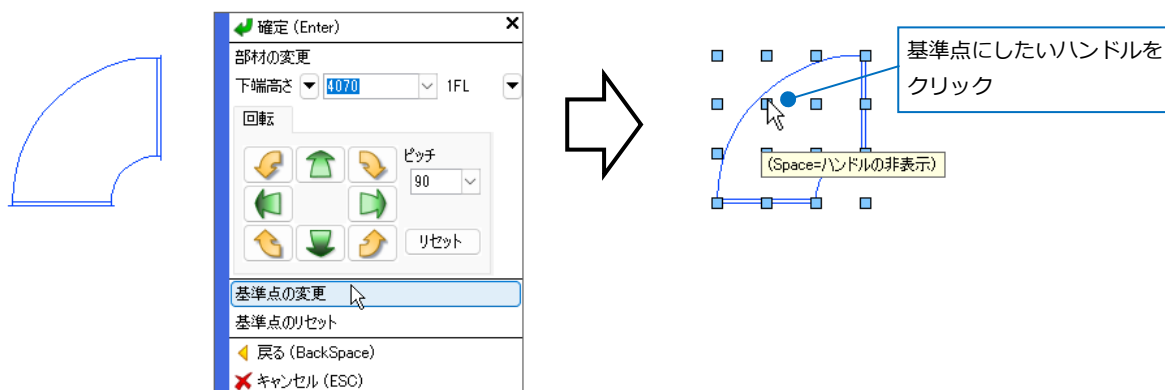 確定 (Enter)
部材の変更
下端高さ 4070 1FL
回転
ピッチ
90
リセット
基準点の変更
基準点のリセット
戻る (BackSpace)
キャンセル (ESC)
基準点にしたいハンドルを
クリック
(Space=ハンドルの非表示)